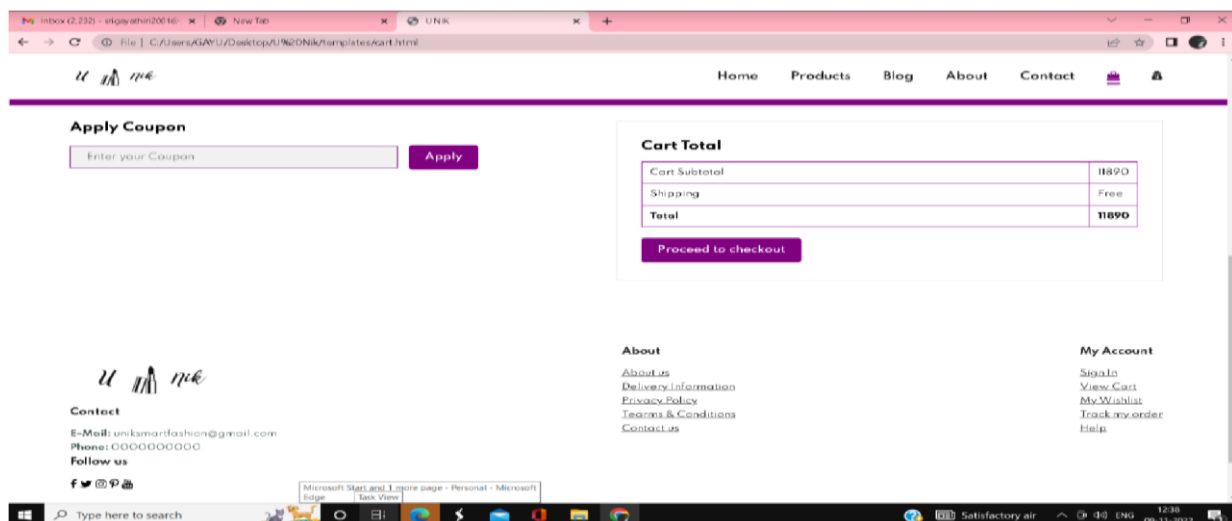 Inbox (2,232) - srigayathiri20016
New Tab
UNIK
File | C:/Users/GAYU/Desktop/U%20Nik/templates/cart.html
U nik
Home Products Blog About Contact
Apply Coupon
Enter your Coupon Apply
Cart Total
Cart Subtotal 11890
Shipping Free
Total 11890
Proceed to checkout
U nik
Contact
E-Mail: uniksmartfashion@gmail.com
Phone: 0000000000
Follow us
About
About us
Delivery Information
Privacy Policy
Tearms & Conditions
Contact us
My Account
Sign In
View Cart
My Wishlist
Track my order
Help
Microsoft Start and 1 more page - Personal - Microsoft
Edge Task View
Type here to search
Satisfactory air
ENG
12:38